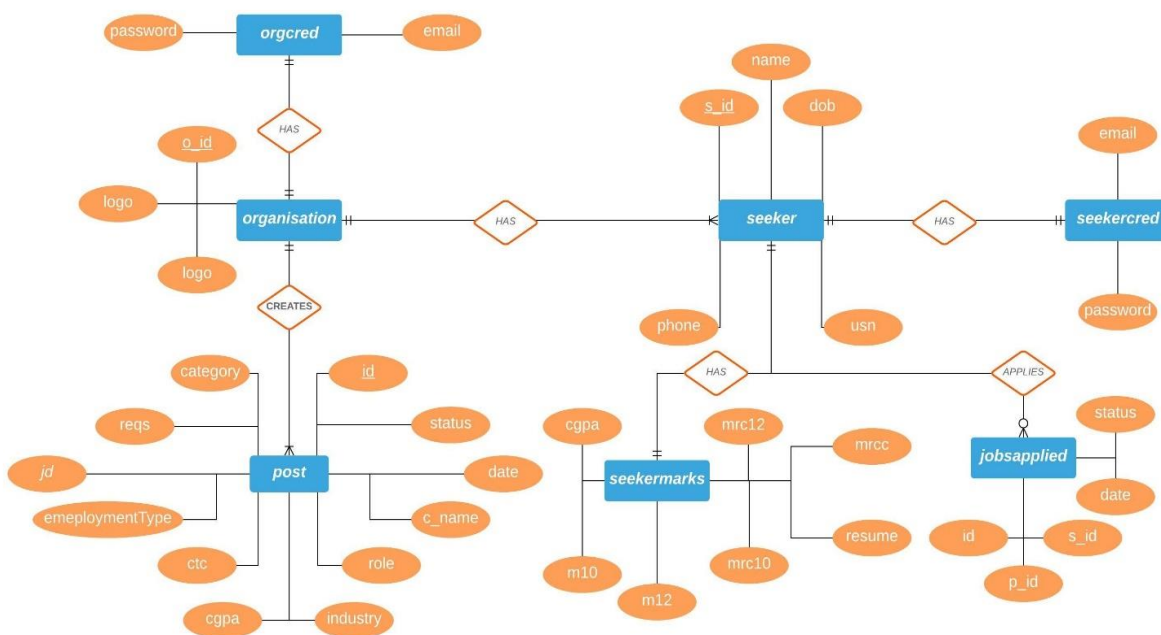 password
orgcred
email
name
HAS
s_id
dob
o_id
email
logo
organisation
HAS
seeker
HAS
seekercred
logo
CREATES
phone
usn
password
category
id
HAS
APPLIES
reqs
status
cgpa
mrc12
status
mrcc
jd
post
date
seekermarks
jobsapplied
emeploymentType
c_name
date
ctc
role
m10
mrc10
resume
id
s_id
m12
p_id
cgpa
industry